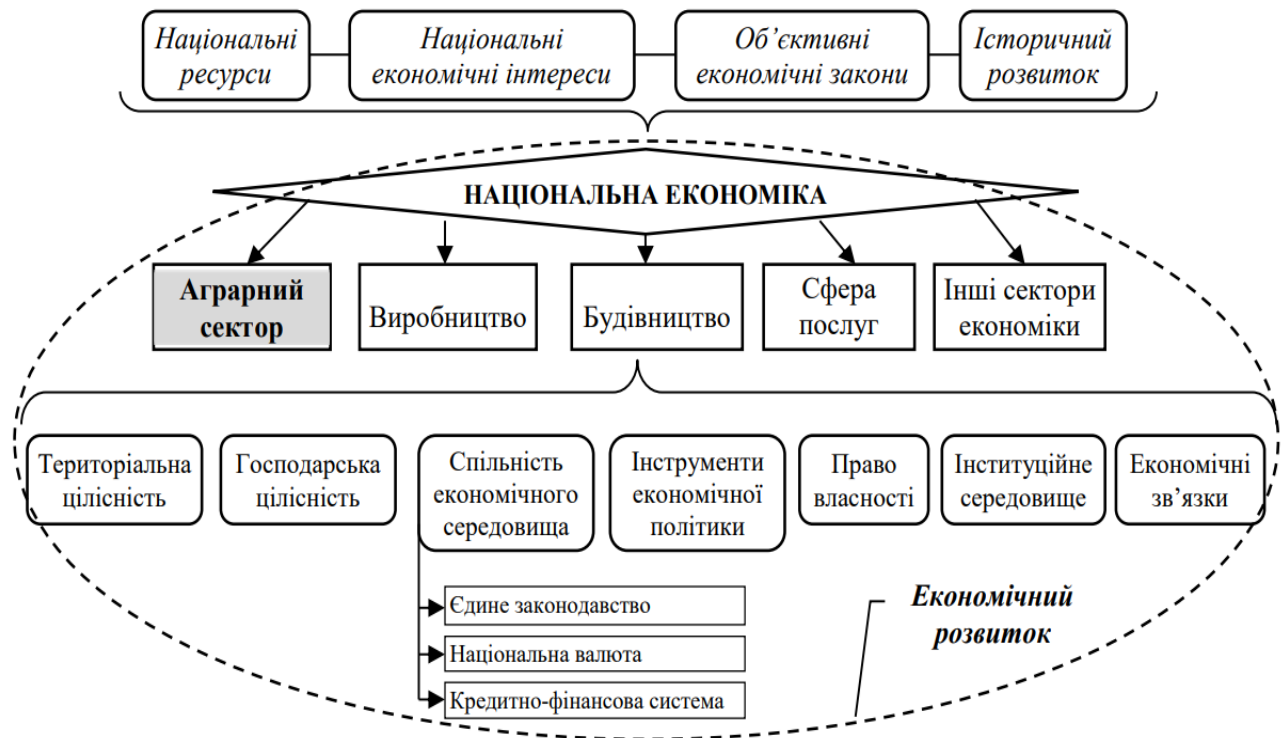 Національні
ресурси
Національні
економічні інтереси
Об’єктивні
економічні закони
Історичний
розвиток
НАЦІОНАЛЬНА ЕКОНОМІКА
Аграрний
сектор
Виробництво
Будівництво
Сфера
послуг
Інші сектори
економіки
Територіальна
цілісність
Господарська
цілісність
Спільність
економічного
середовища
Інструменти
економічної
політики
Право
власності
Інституційне
середовище
Економічні
зв’язки
Єдине законодавство
Національна валюта
Кредитно-фінансова система
Економічний
розвиток